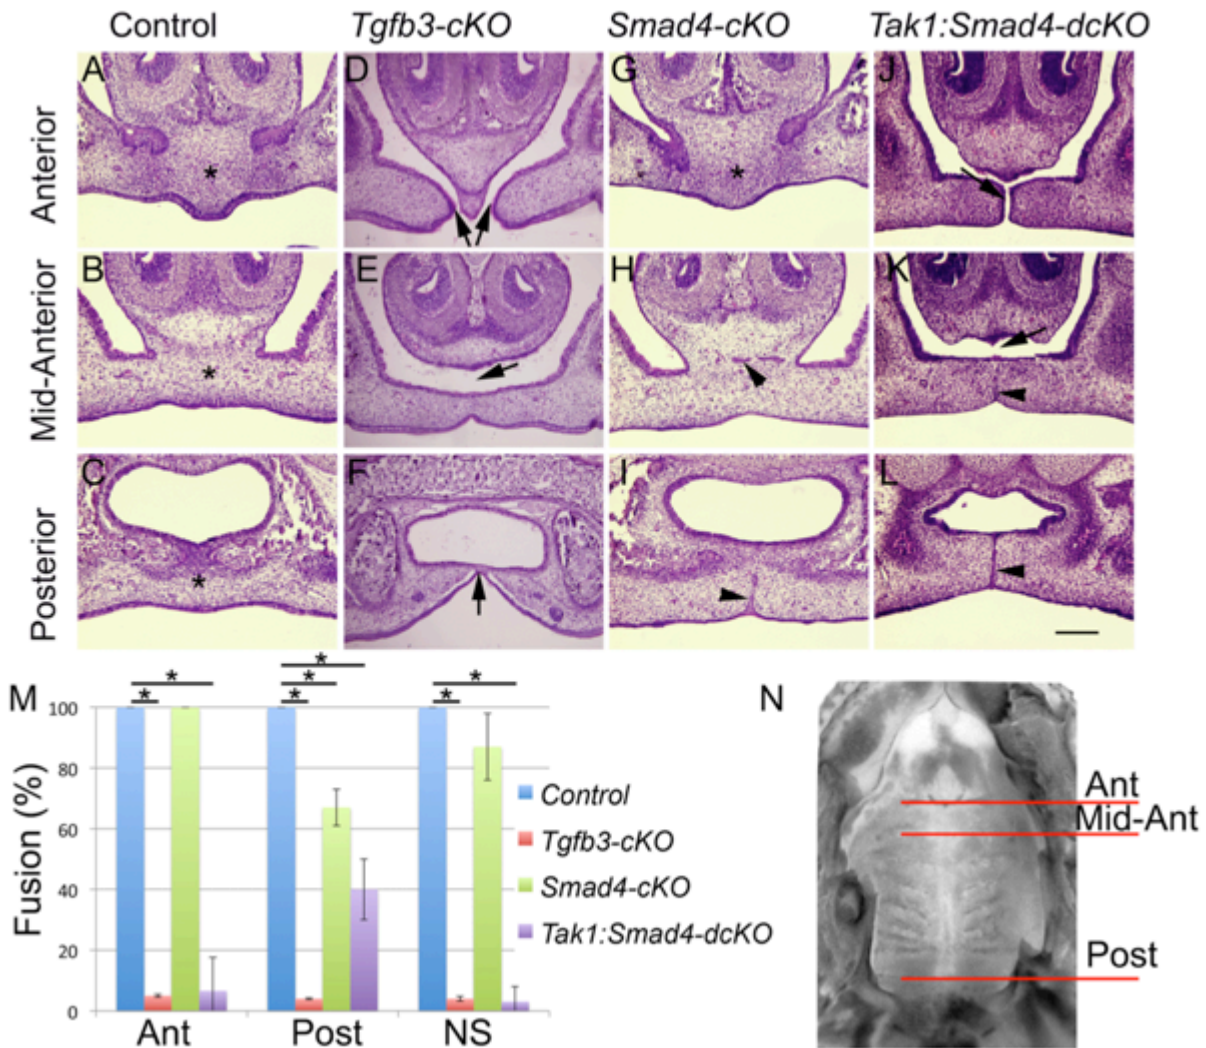 Control Tgfb3-cKO Smad4-cKO Tak1:Smad4-dcKO
Anterior
A D G J
* *
Mid-Anterior
B E H K
*
Posterior
C F I L
*
M
* * * * * * *
Fusion (%)
100
80
60
40
20
0
Ant Post NS
Control
Tgfb3-cKO
Smad4-cKO
Tak1:Smad4-dcKO
N
Ant
Mid-Ant
Post